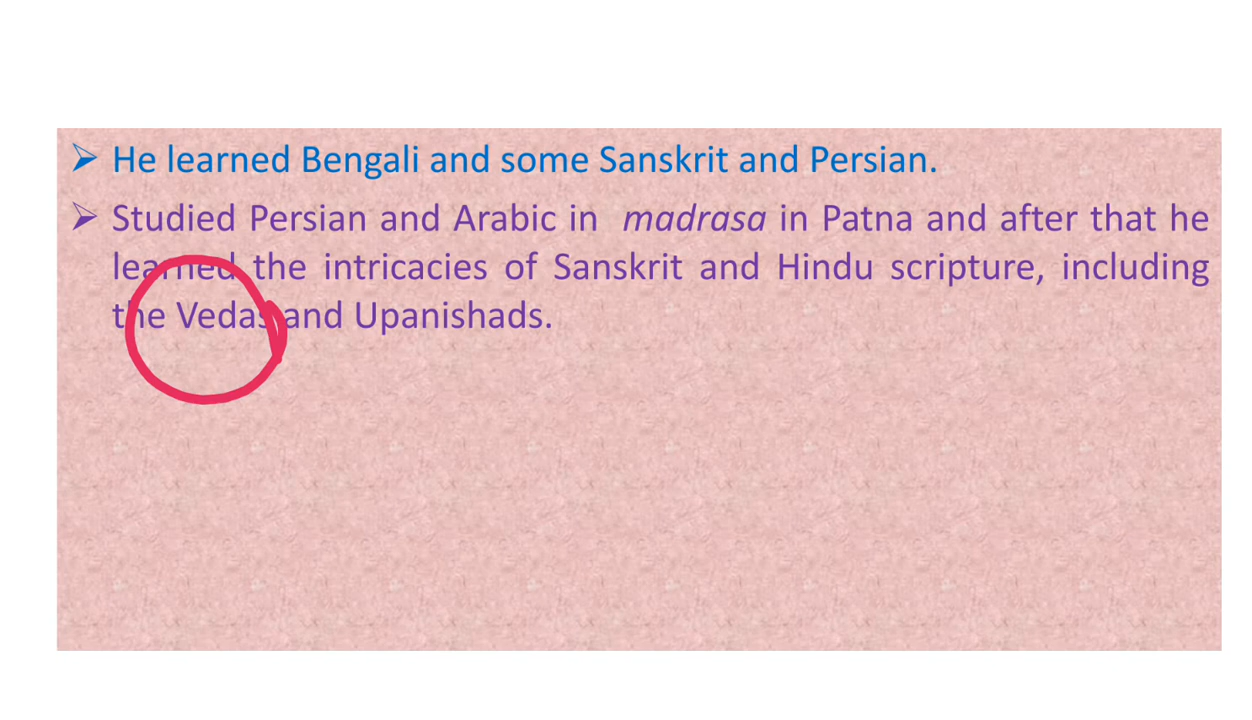 ➢ He learned Bengali and some Sanskrit and Persian.
➢ Studied Persian and Arabic in madrasa in Patna and after that he
learned the intricacies of Sanskrit and Hindu scripture, including
the Vedas and Upanishads.